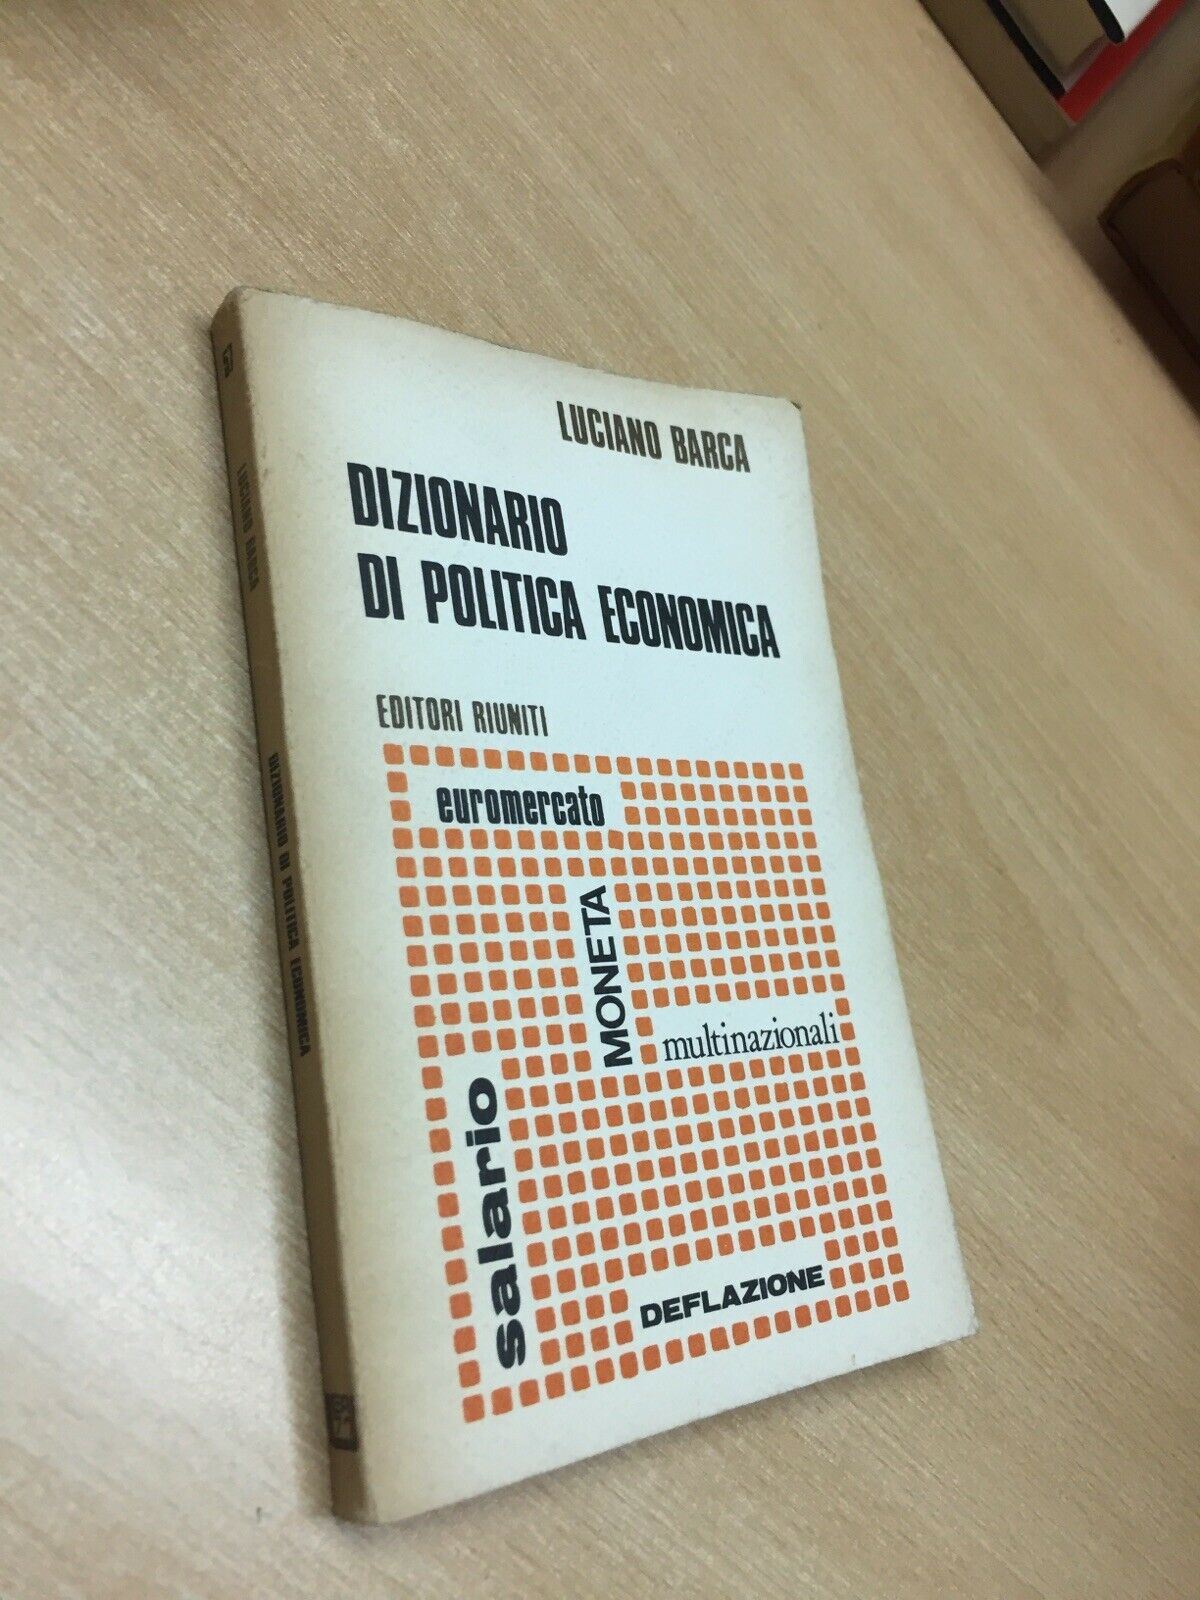 LUCIANO BARCA
DIZIONARIO
DI POLITICA ECONOMICA
EDITORI RIUNITI
euromercato
MONETA
multinazionali
salario
DEFLAZIONE
LUCIANO BARCA
DIZIONARIO DI POLITICA ECONOMICA